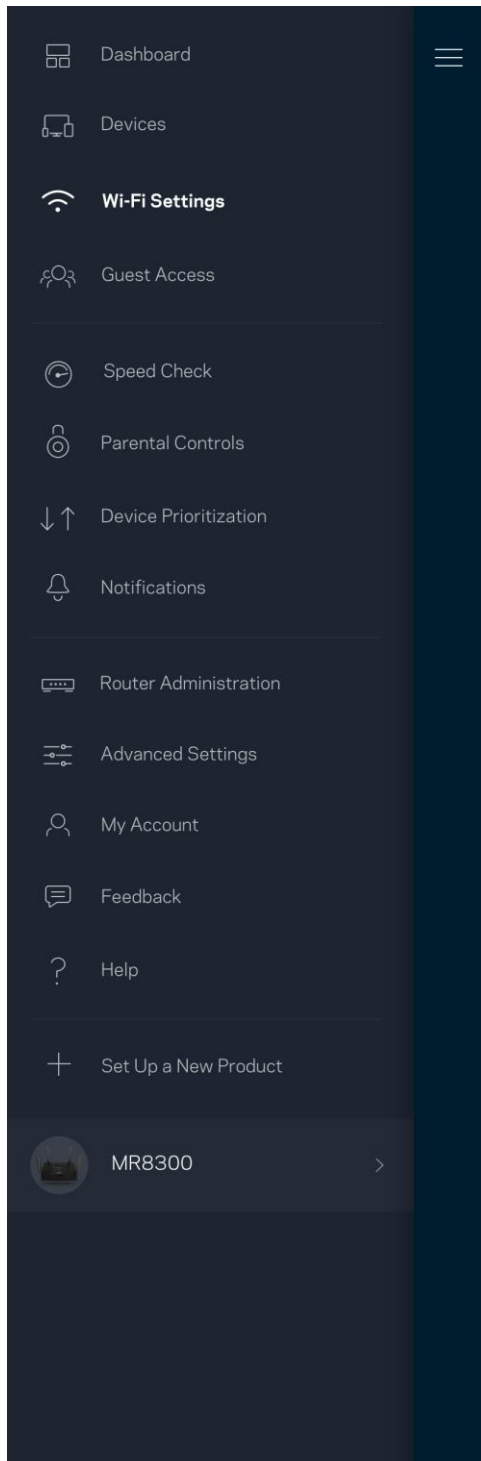 Dashboard
Devices
Wi-Fi Settings
Guest Access
Speed Check
Parental Controls
Device Prioritization
Notifications
Router Administration
Advanced Settings
My Account
Feedback
Help
Set Up a New Product
MR8300